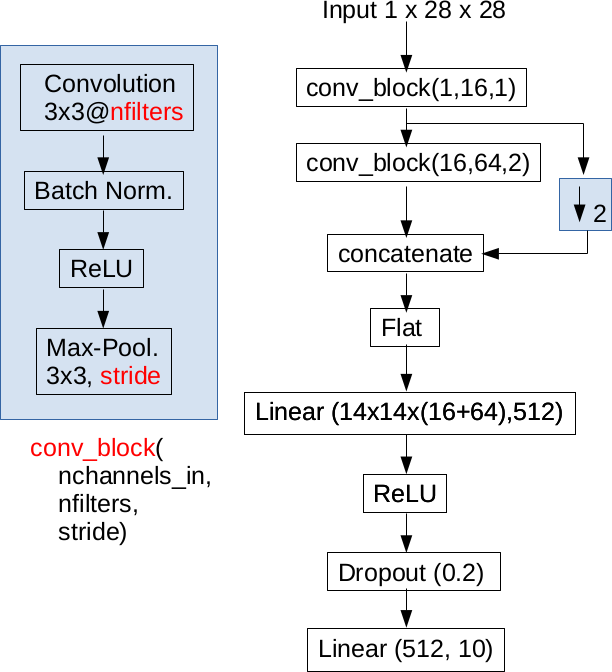 Input 1 x 28 x 28
Convolution
3x3@nfilters
Batch Norm.
ReLU
Max-Pool.
3x3, stride
conv_block(
nchannels_in,
nfilters,
stride)
conv_block(1,16,1)
conv_block(16,64,2)
2
concatenate
Flat
Linear (14x14x(16+64),512)
ReLU
Dropout (0.2)
Linear (512, 10)